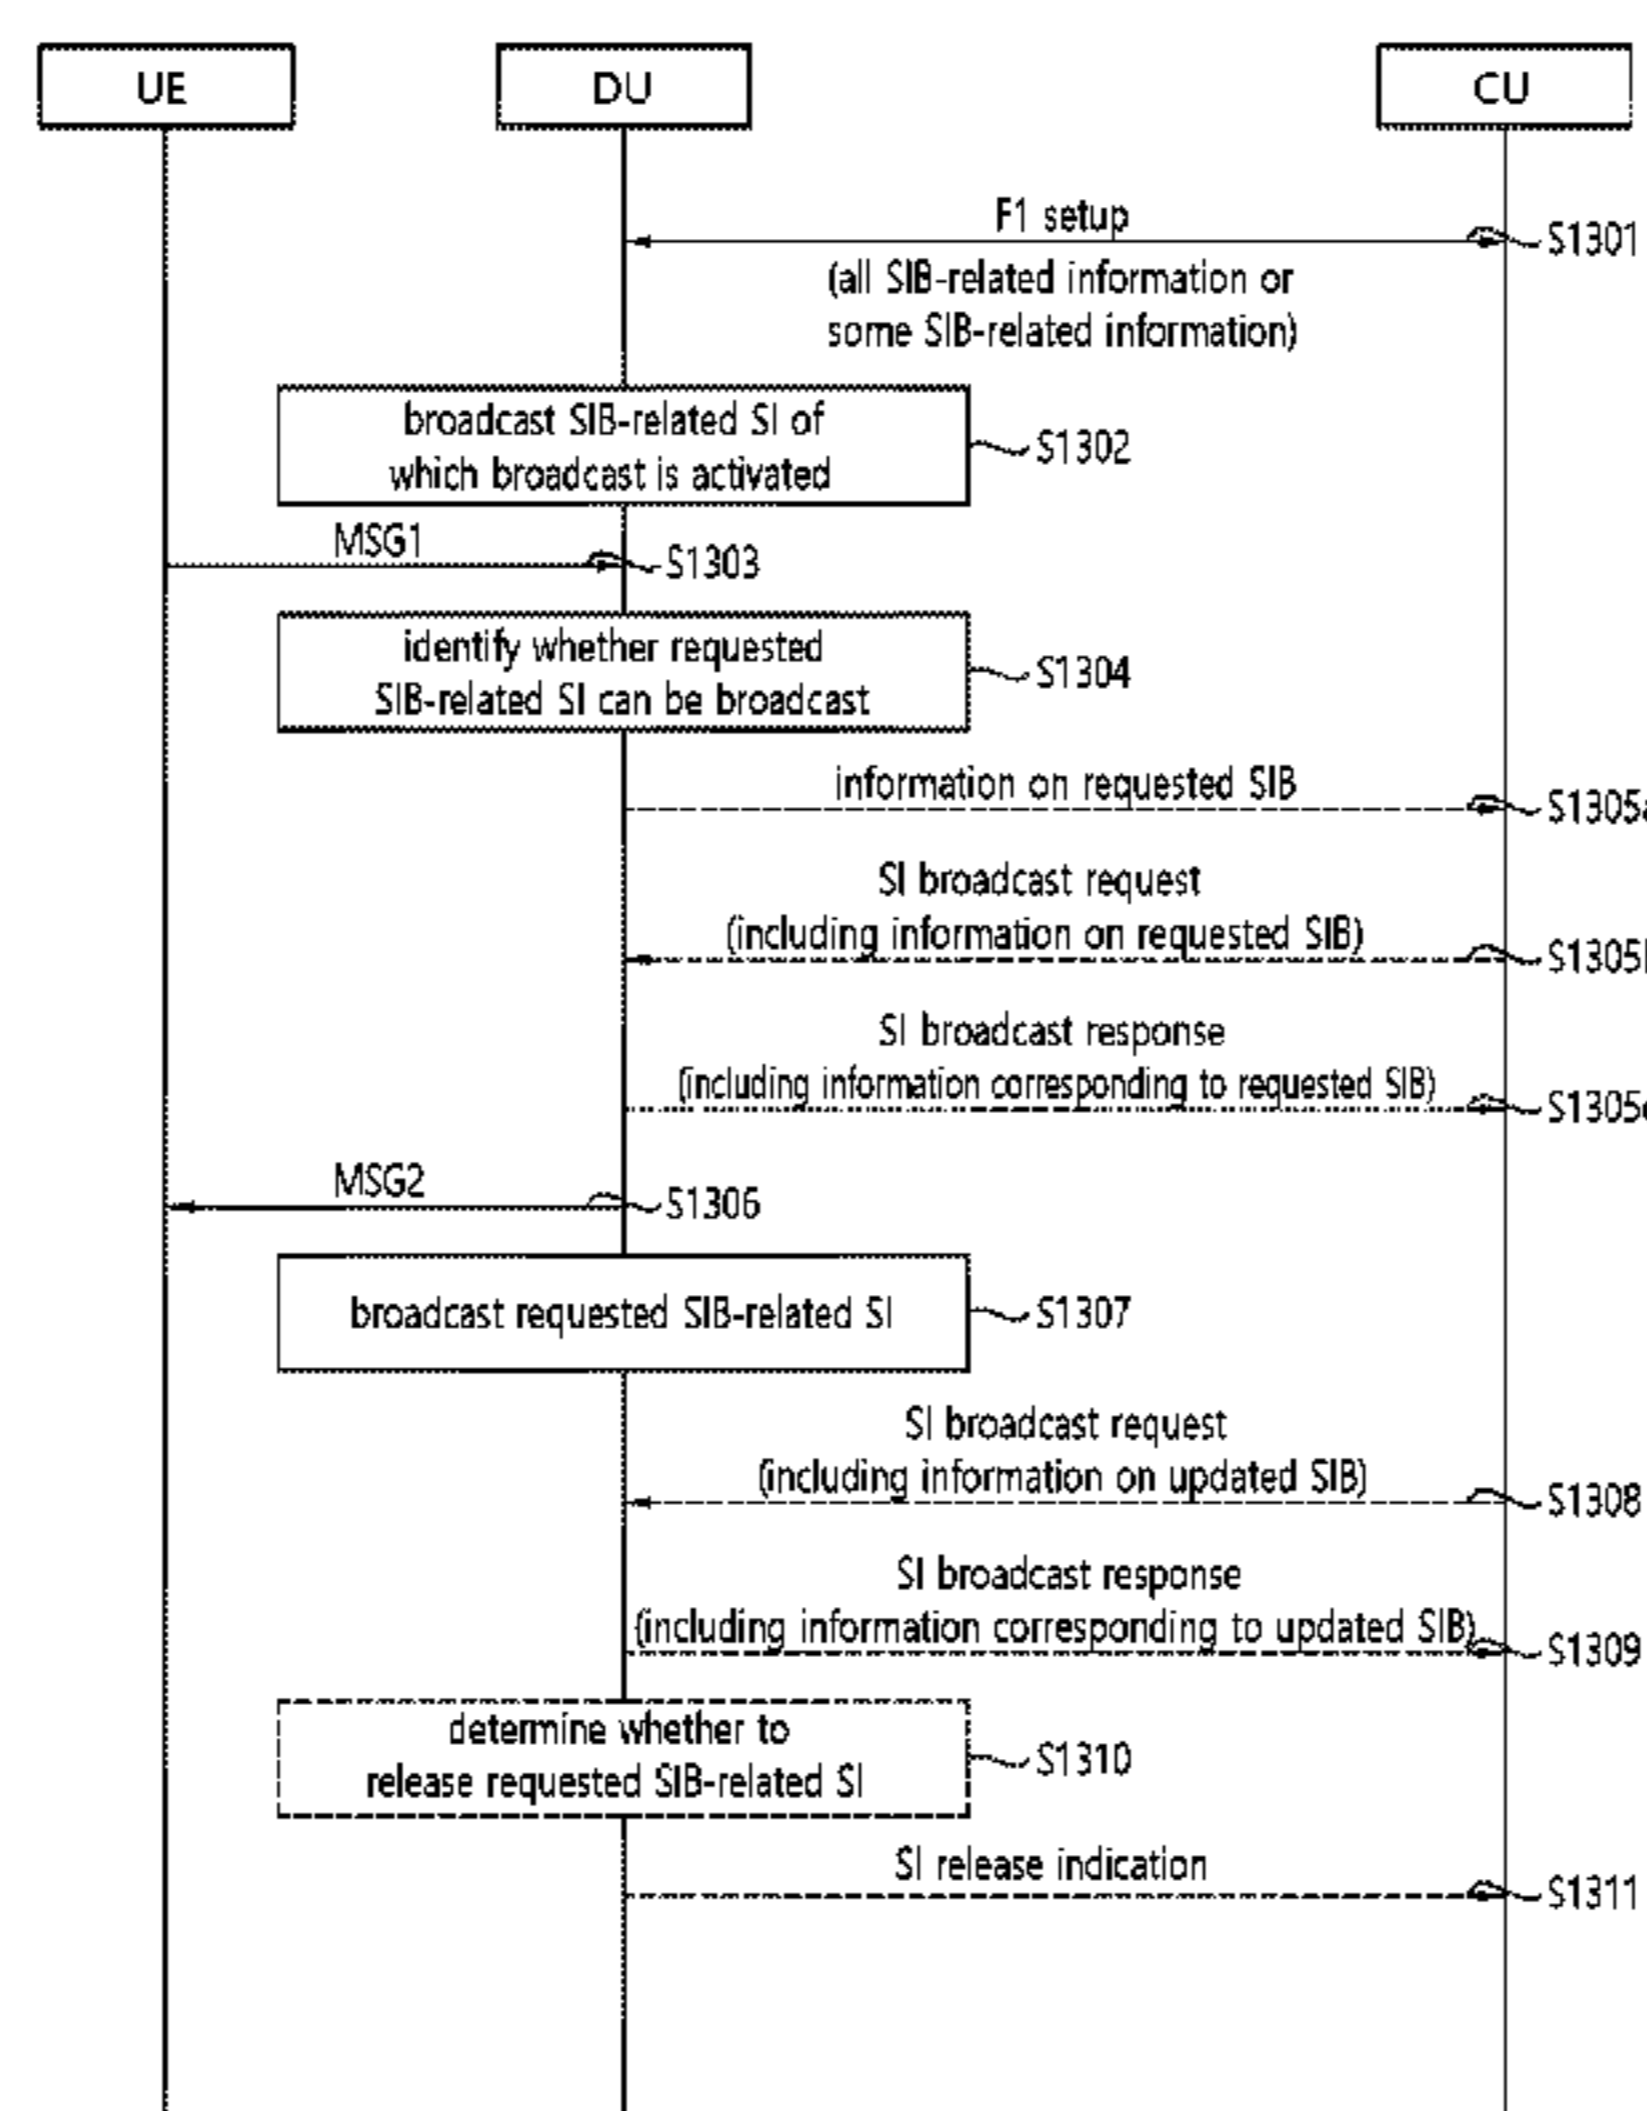 UE
DU
CU
F1 setup
S1301
(all SIB-related information or
some SIB-related information)
broadcast SIB-related SI of
which broadcast is activated
S1302
MSG1
S1303
identify whether requested
SIB-related SI can be broadcast
S1304
information on requested SIB
S1305a
SI broadcast request
(including information on requested SIB)
S1305
SI broadcast response
(including information corresponding to requested SIB)
S1305
MSG2
S1306
broadcast requested SIB-related SI
S1307
SI broadcast request
(including information on updated SIB)
S1308
SI broadcast response
(including information corresponding to updated SIB)
S1309
determine whether to
release requested SIB-related SI
S1310
SI release indication
S1311